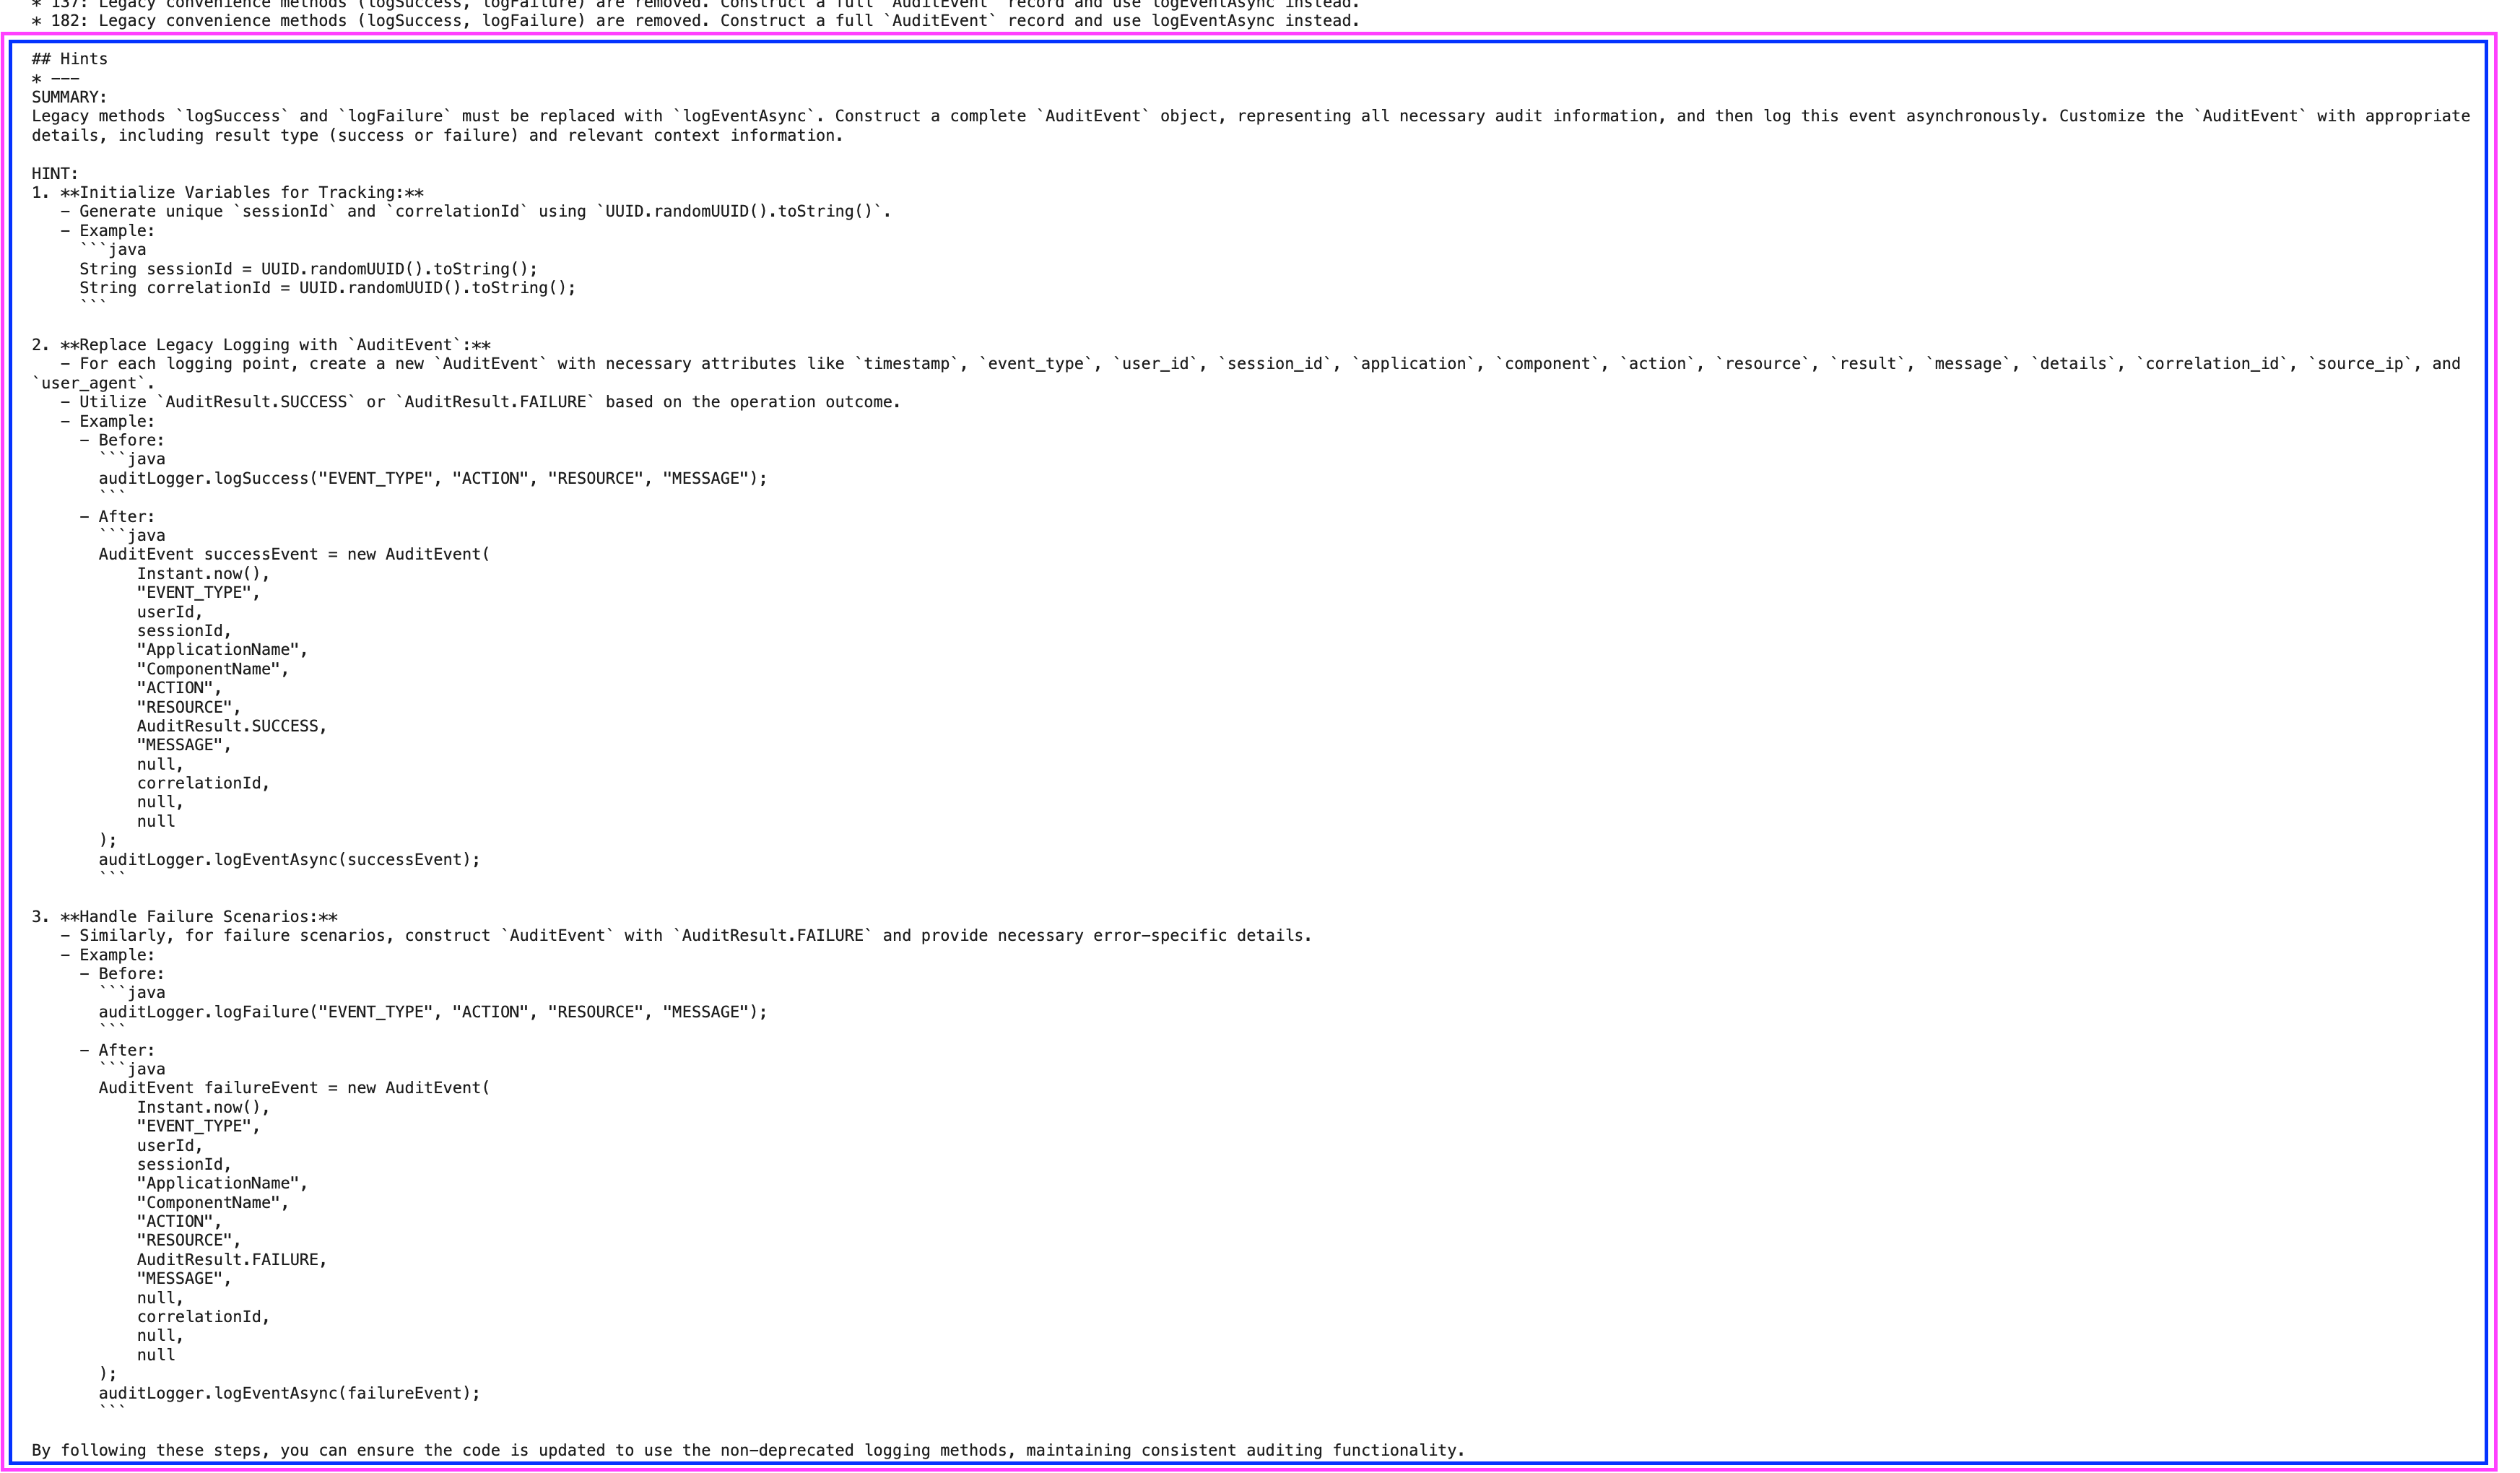 * 137: Legacy convenience methods (logSuccess, logFailure) are removed. Construct a full `AuditEvent` record and use logEventAsync instead.
* 182: Legacy convenience methods (logSuccess, logFailure) are removed. Construct a full `AuditEvent` record and use logEventAsync instead.
## Hints
* ---
SUMMARY:
Legacy methods `logSuccess` and `logFailure` must be replaced with `logEventAsync`. Construct a complete `AuditEvent` object, representing all necessary audit information, and then log this event asynchronously. Customize the `AuditEvent` with appropriate
details, including result type (success or failure) and relevant context information.
HINT:
1. **Initialize Variables for Tracking:**
   - Generate unique `sessionId` and `correlationId` using `UUID.randomUUID().toString()`.
   - Example:
     ```java
     String sessionId = UUID.randomUUID().toString();
     String correlationId = UUID.randomUUID().toString();
     ```
2. **Replace Legacy Logging with `AuditEvent`:**
   - For each logging point, create a new `AuditEvent` with necessary attributes like `timestamp`, `event_type`, `user_id`, `session_id`, `application`, `component`, `action`, `resource`, `result`, `message`, `details`, `correlation_id`, `source_ip`, and
`user_agent`.
   - Utilize `AuditResult.SUCCESS` or `AuditResult.FAILURE` based on the operation outcome.
   - Example:
     - Before:
       ```java
       auditLogger.logSuccess("EVENT_TYPE", "ACTION", "RESOURCE", "MESSAGE");
       ```
     - After:
       ```java
       AuditEvent successEvent = new AuditEvent(
           Instant.now(),
           "EVENT_TYPE",
           userId,
           sessionId,
           "ApplicationName",
           "ComponentName",
           "ACTION",
           "RESOURCE",
           AuditResult.SUCCESS,
           "MESSAGE",
           null,
           correlationId,
           null,
           null
       );
       auditLogger.logEventAsync(successEvent);
       ```
3. **Handle Failure Scenarios:**
   - Similarly, for failure scenarios, construct `AuditEvent` with `AuditResult.FAILURE` and provide necessary error-specific details.
   - Example:
     - Before:
       ```java
       auditLogger.logFailure("EVENT_TYPE", "ACTION", "RESOURCE", "MESSAGE");
       ```
     - After:
       ```java
       AuditEvent failureEvent = new AuditEvent(
           Instant.now(),
           "EVENT_TYPE",
           userId,
           sessionId,
           "ApplicationName",
           "ComponentName",
           "ACTION",
           "RESOURCE",
           AuditResult.FAILURE,
           "MESSAGE",
           null,
           correlationId,
           null,
           null
       );
       auditLogger.logEventAsync(failureEvent);
       ```
By following these steps, you can ensure the code is updated to use the non-deprecated logging methods, maintaining consistent auditing functionality.